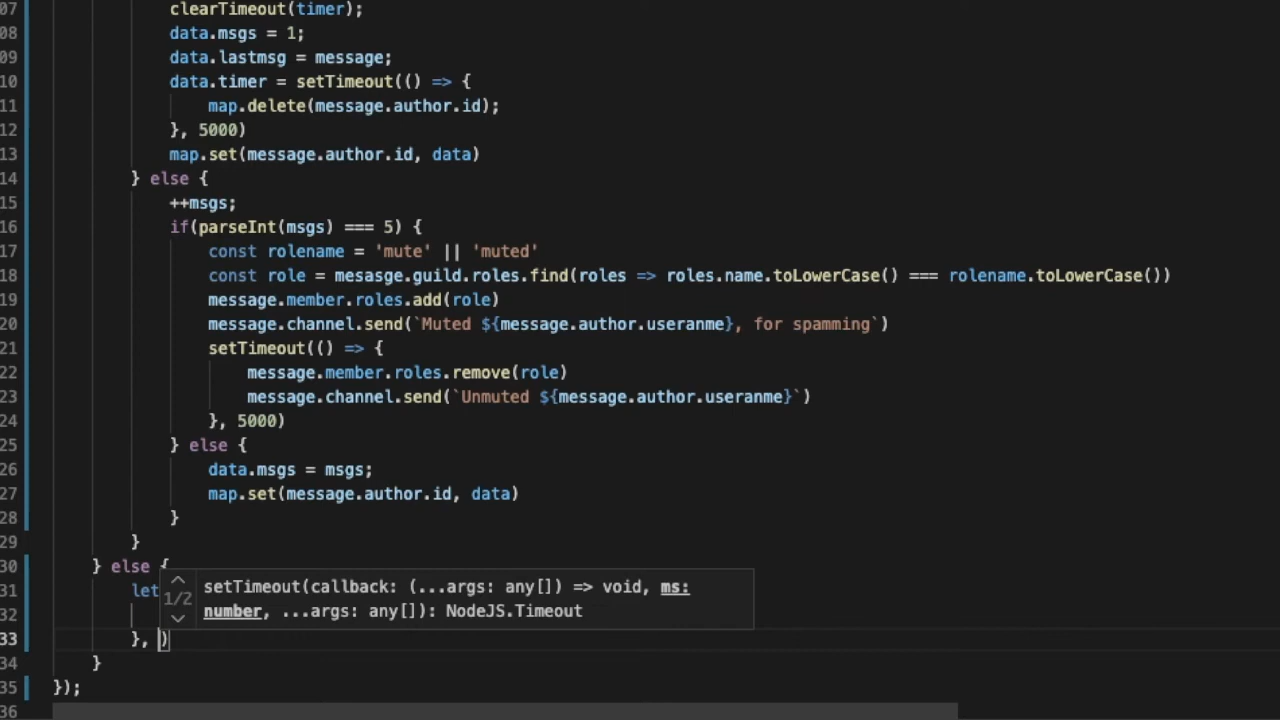 07 clearTimeout(timer);
08 data.msgs = 1;
09 data.lastmsg = message;
10 data.timer = setTimeout(() => {
11 map.delete(message.author.id);
12 }, 5000)
13 map.set(message.author.id, data)
14 } else {
15 ++msgs;
16 if(parseInt(msgs) === 5) {
17 const rolename = 'mute' || 'muted'
18 const role = mesasge.guild.roles.find(roles => roles.name.toLowerCase() === rolename.toLowerCase())
19 message.member.roles.add(role)
20 message.channel.send(`Muted ${message.author.useranme}, for spamming`)
21 setTimeout(() => {
22 message.member.roles.remove(role)
23 message.channel.send(`Unmuted ${message.author.useranme}`)
24 }, 5000)
25 } else {
26 data.msgs = msgs;
27 map.set(message.author.id, data)
28 }
29 }
30 } else {
31 let
setTimeout(callback: (...args: any[]) => void, ms:
1/2
number, ...args: any[]): NodeJS.Timeout
32
33 }, )
34 }
35 });
36